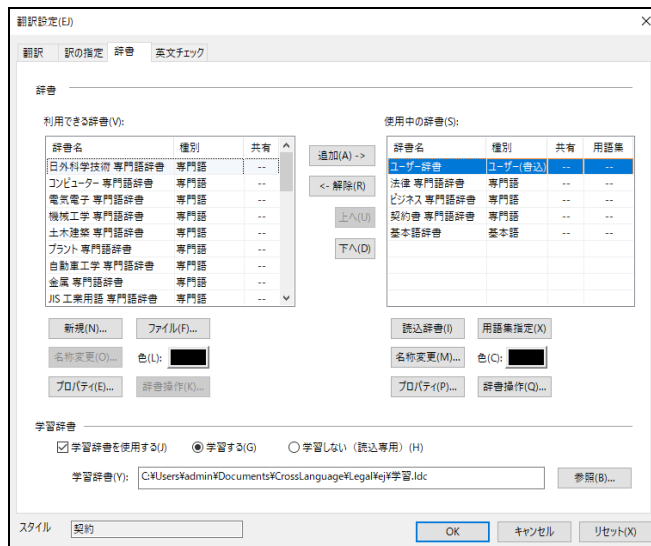 翻訳設定(EJ)
翻訳 訳の指定 辞書 英文チェック
辞書
利用できる辞書(V): 使用中の辞書(S):
辞書名 種別 共有
日外科学技術 専門語辞書 専門語 --
コンピューター 専門語辞書 専門語 --
電気電子 専門語辞書 専門語 --
機械工学 専門語辞書 専門語 --
土木建築 専門語辞書 専門語 --
プラント 専門語辞書 専門語 --
自動車工学 専門語辞書 専門語 --
金属 専門語辞書 専門語 --
JIS 工業用語 専門語辞書 専門語 --
追加(A) ->
<- 解除(R)
上へ(U)
下へ(D)
辞書名 種別 共有 用語集
ユーザー辞書 ユーザー(書込) -- --
法律 専門語辞書 専門語 -- --
ビジネス 専門語辞書 専門語 -- --
契約書 専門語辞書 専門語 -- --
基本語辞書 基本語 -- --
新規(N)... ファイル(F)...
名称変更(O)... 色(L):
プロパティ(E)... 辞書操作(K)...
読込辞書(I) 用語集指定(X)
名称変更(M)... 色(C):
プロパティ(P)... 辞書操作(Q)...
学習辞書
学習辞書を使用する(J) 学習する(G) 学習しない（読込専用）(H)
学習辞書(Y): C:¥Users¥admin¥Documents¥CrossLanguage¥Legal¥ej¥学習.ldc 参照(B)...
スタイル 契約 OK キャンセル リセット(X)